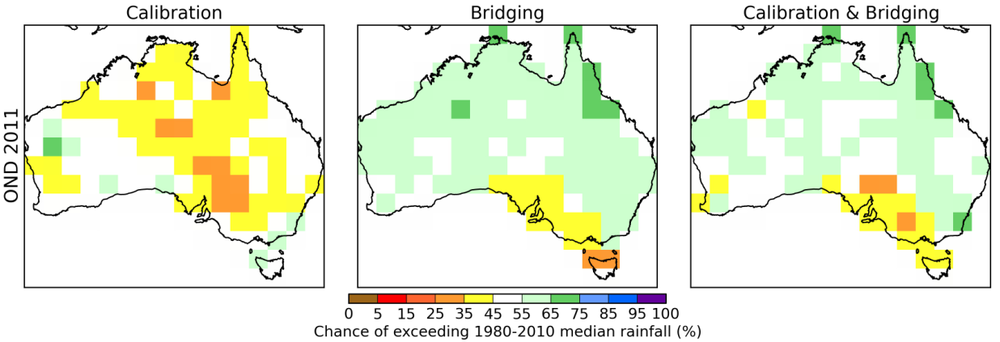 Calibration
Bridging
Calibration & Bridging
OND 2011
0 5 15 25 35 45 55 65 75 85 95 100
Chance of exceeding 1980-2010 median rainfall (%)